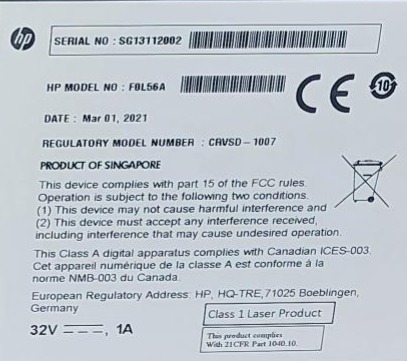 hp
SERIAL NO : SG13112002
HP MODEL NO : F0L56A
CE
10
DATE : Mar 01, 2021
REGULATORY MODEL NUMBER : CRVSD-1007
PRODUCT OF SINGAPORE
This device complies with part 15 of the FCC rules.
Operation is subject to the following two conditions.
(1) This device may not cause harmful interference and
(2) This device must accept any interference received,
including interference that may cause undesired operation.
This Class A digital apparatus complies with Canadian ICES-003.
Cet appareil numérique de la classe A est conforme à la
norme NMB-003 du Canada.
European Regulatory Address: HP, HQ-TRE,71025 Boeblingen,
Germany
Class 1 Laser Product
32V, 1A
This product complies
With 21CFR Part 1040.10.